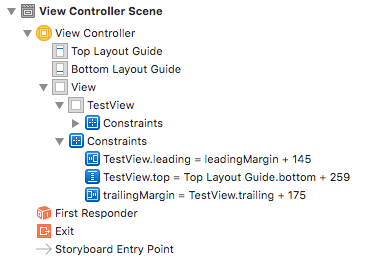 View Controller Scene
View Controller
Top Layout Guide
Bottom Layout Guide
View
TestView
Constraints
Constraints
TestView.leading = leadingMargin + 145
TestView.top = Top Layout Guide.bottom + 259
trailingMargin = TestView.trailing + 175
First Responder
Exit
Storyboard Entry Point